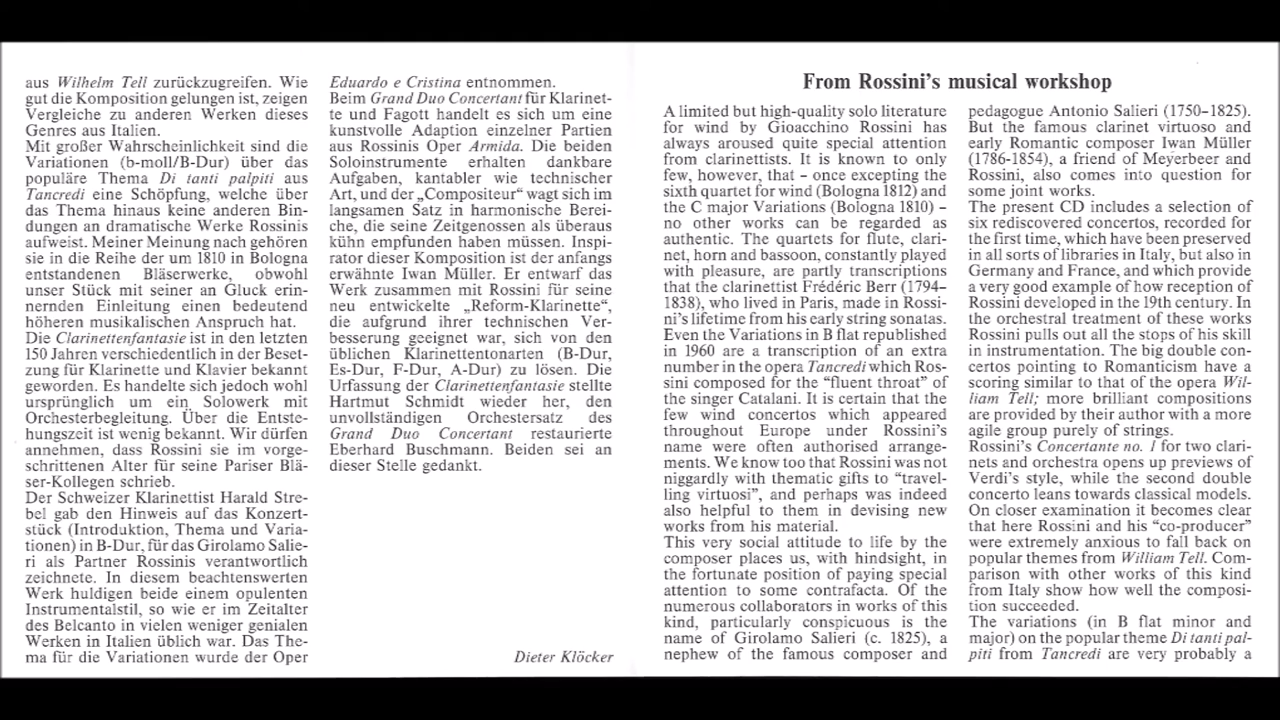 aus Wilhelm Tell zurückzugreifen. Wie
gut die Komposition gelungen ist, zeigen
Vergleiche zu anderen Werken dieses
Genres aus Italien.
Mit großer Wahrscheinlichkeit sind die
Variationen (b-moll/B-Dur) über das
populäre Thema Di tanti palpiti aus
Tancredi eine Schöpfung, welche über
das Thema hinaus keine anderen Bin-
dungen an dramatische Werke Rossinis
aufweist. Meiner Meinung nach gehören
sie in die Reihe der um 1810 in Bologna
entstandenen Bläserwerke, obwohl
unser Stück mit seiner an Gluck erin-
nernden Einleitung einen bedeutend
höheren musikalischen Anspruch hat.
Die Clarinettenfantasie ist in den letzten
150 Jahren verschiedentlich in der Beset-
zung für Klarinette und Klavier bekannt
geworden. Es handelte sich jedoch wohl
ursprünglich um ein Solowerk mit
Orchesterbegleitung. Über die Entste-
hungszeit ist wenig bekannt. Wir dürfen
annehmen, dass Rossini sie im vorge-
schrittenen Alter für seine Pariser Blä-
ser-Kollegen schrieb.
Der Schweizer Klarinettist Harald Stre-
bel gab den Hinweis auf das Konzert-
stück (Introduktion, Thema und Varia-
tionen) in B-Dur, für das Girolamo Salie-
ri als Partner Rossinis verantwortlich
zeichnete. In diesem beachtenswerten
Werk huldigen beide einem opulenten
Instrumentalstil, so wie er im Zeitalter
des Belcanto in vielen weniger genialen
Werken in Italien üblich war. Das The-
ma für die Variationen wurde der Oper
Eduardo e Cristina entnommen.
Beim Grand Duo Concertant für Klarinet-
te und Fagott handelt es sich um eine
kunstvolle Adaption einzelner Partien
aus Rossinis Oper Armida. Die beiden
Soloinstrumente erhalten dankbare
Aufgaben, kantabler wie technischer
Art, und der „Compositeur“ wagt sich im
langsamen Satz in harmonische Berei-
che, die seine Zeitgenossen als überaus
kühn empfunden haben müssen. Inspi-
rator dieser Komposition ist der anfangs
erwähnte Iwan Müller. Er entwarf das
Werk zusammen mit Rossini für seine
neu entwickelte „Reform-Klarinette“,
die aufgrund ihrer technischen Ver-
besserung geeignet war, sich von den
üblichen Klarinettentonarten (B-Dur,
Es-Dur, F-Dur, A-Dur) zu lösen. Die
Urfassung der Clarinettenfantasie stellte
Hartmut Schmidt wieder her, den
unvollständigen Orchestersatz des
Grand Duo Concertant restaurierte
Eberhard Buschmann. Beiden sei an
dieser Stelle gedankt.
Dieter Klöcker
From Rossini's musical workshop
A limited but high-quality solo literature
for wind by Gioacchino Rossini has
always aroused quite special attention
from clarinettists. It is known to only
few, however, that – once excepting the
sixth quartet for wind (Bologna 1812) and
the C major Variations (Bologna 1810) –
no other works can be regarded as
authentic. The quartets for flute, clari-
net, horn and bassoon, constantly played
with pleasure, are partly transcriptions
that the clarinettist Frédéric Berr (1794–
1838), who lived in Paris, made in Rossi-
ni's lifetime from his early string sonatas.
Even the Variations in B flat republished
in 1960 are a transcription of an extra
number in the opera Tancredi which Ros-
sini composed for the “fluent throat” of
the singer Catalani. It is certain that the
few wind concertos which appeared
throughout Europe under Rossini's
name were often authorised arrange-
ments. We know too that Rossini was not
niggardly with thematic gifts to “travel-
ling virtuosi”, and perhaps was indeed
also helpful to them in devising new
works from his material.
This very social attitude to life by the
composer places us, with hindsight, in
the fortunate position of paying special
attention to some contrafacta. Of the
numerous collaborators in works of this
kind, particularly conspicuous is the
name of Girolamo Salieri (c. 1825), a
nephew of the famous composer and
pedagogue Antonio Salieri (1750–1825).
But the famous clarinet virtuoso and
early Romantic composer Iwan Müller
(1786-1854), a friend of Meyerbeer and
Rossini, also comes into question for
some joint works.
The present CD includes a selection of
six rediscovered concertos, recorded for
the first time, which have been preserved
in all sorts of libraries in Italy, but also in
Germany and France, and which provide
a very good example of how reception of
Rossini developed in the 19th century. In
the orchestral treatment of these works
Rossini pulls out all the stops of his skill
in instrumentation. The big double con-
certos pointing to Romanticism have a
scoring similar to that of the opera Wil-
liam Tell; more brilliant compositions
are provided by their author with a more
agile group purely of strings.
Rossini's Concertante no. 1 for two clari-
nets and orchestra opens up previews of
Verdi's style, while the second double
concerto leans towards classical models.
On closer examination it becomes clear
that here Rossini and his “co-producer”
were extremely anxious to fall back on
popular themes from William Tell. Com-
parison with other works of this kind
from Italy show how well the composi-
tion succeeded.
The variations (in B flat minor and
major) on the popular theme Di tanti pal-
piti from Tancredi are very probably a